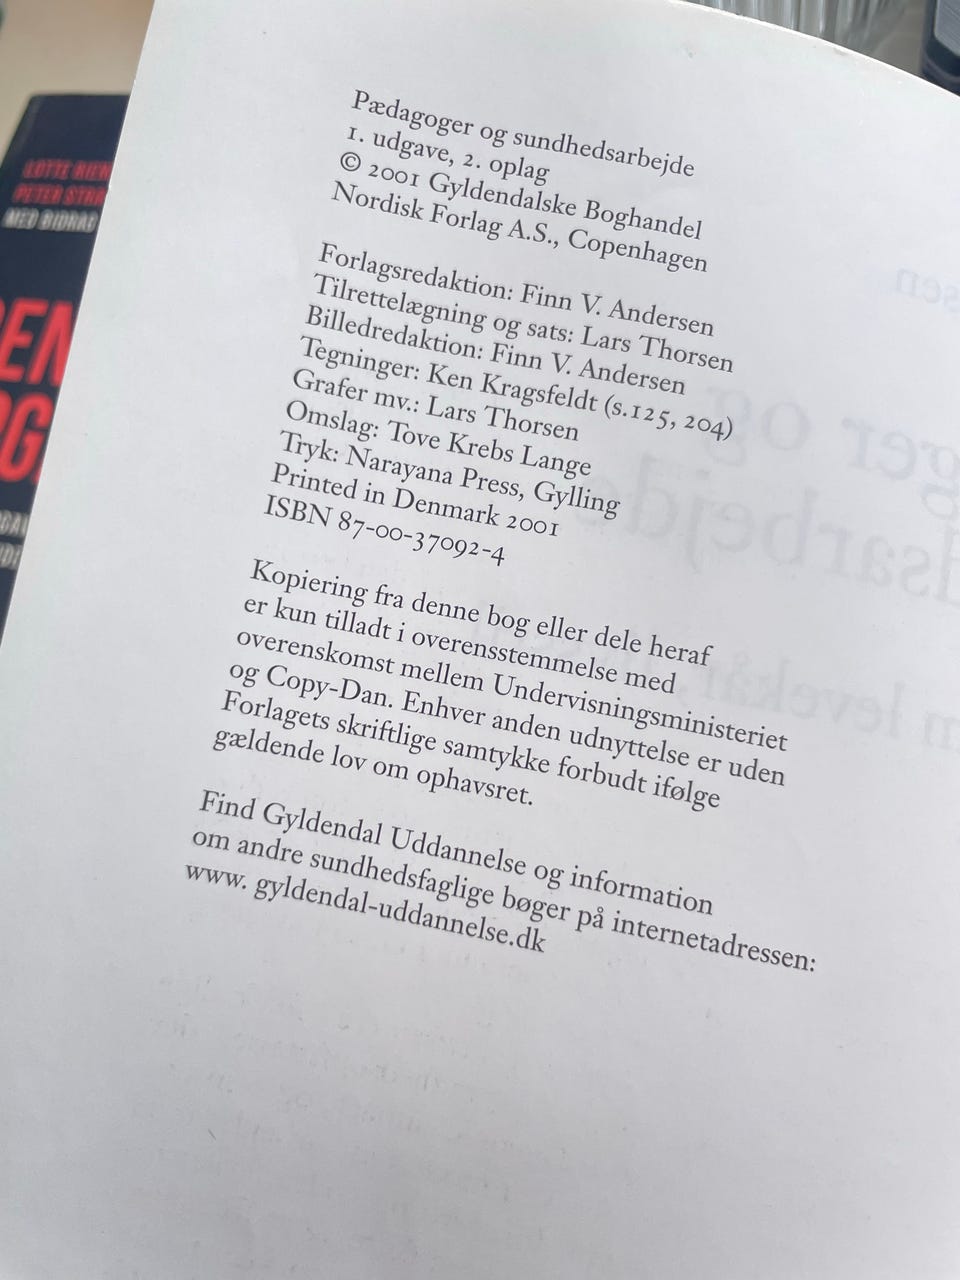 Pædagoger og sundhedsarbejde
1. udgave, 2. oplag
© 2001 Gyldendalske Boghandel
Nordisk Forlag A.S., Copenhagen
Forlagsredaktion: Finn V. Andersen
Tilrettelægning og sats: Lars Thorsen
Billedredaktion: Finn V. Andersen
Tegninger: Ken Kragsfeldt (s.125, 204)
Grafer mv.: Lars Thorsen
Omslag: Tove Krebs Lange
Tryk: Narayana Press, Gylling
Printed in Denmark 2001
ISBN 87-00-37092-4
Kopiering fra denne bog eller dele heraf
er kun tilladt i overensstemmelse med
overenskomst mellem Undervisningsministeriet
og Copy-Dan. Enhver anden udnyttelse er uden
Forlagets skriftlige samtykke forbudt ifølge
gældende lov om ophavsret.
Find Gyldendal Uddannelse og information
om andre sundhedsfaglige bøger på internetadressen:
www. gyldendal-uddannelse.dk
LOTTE
PETER
MED